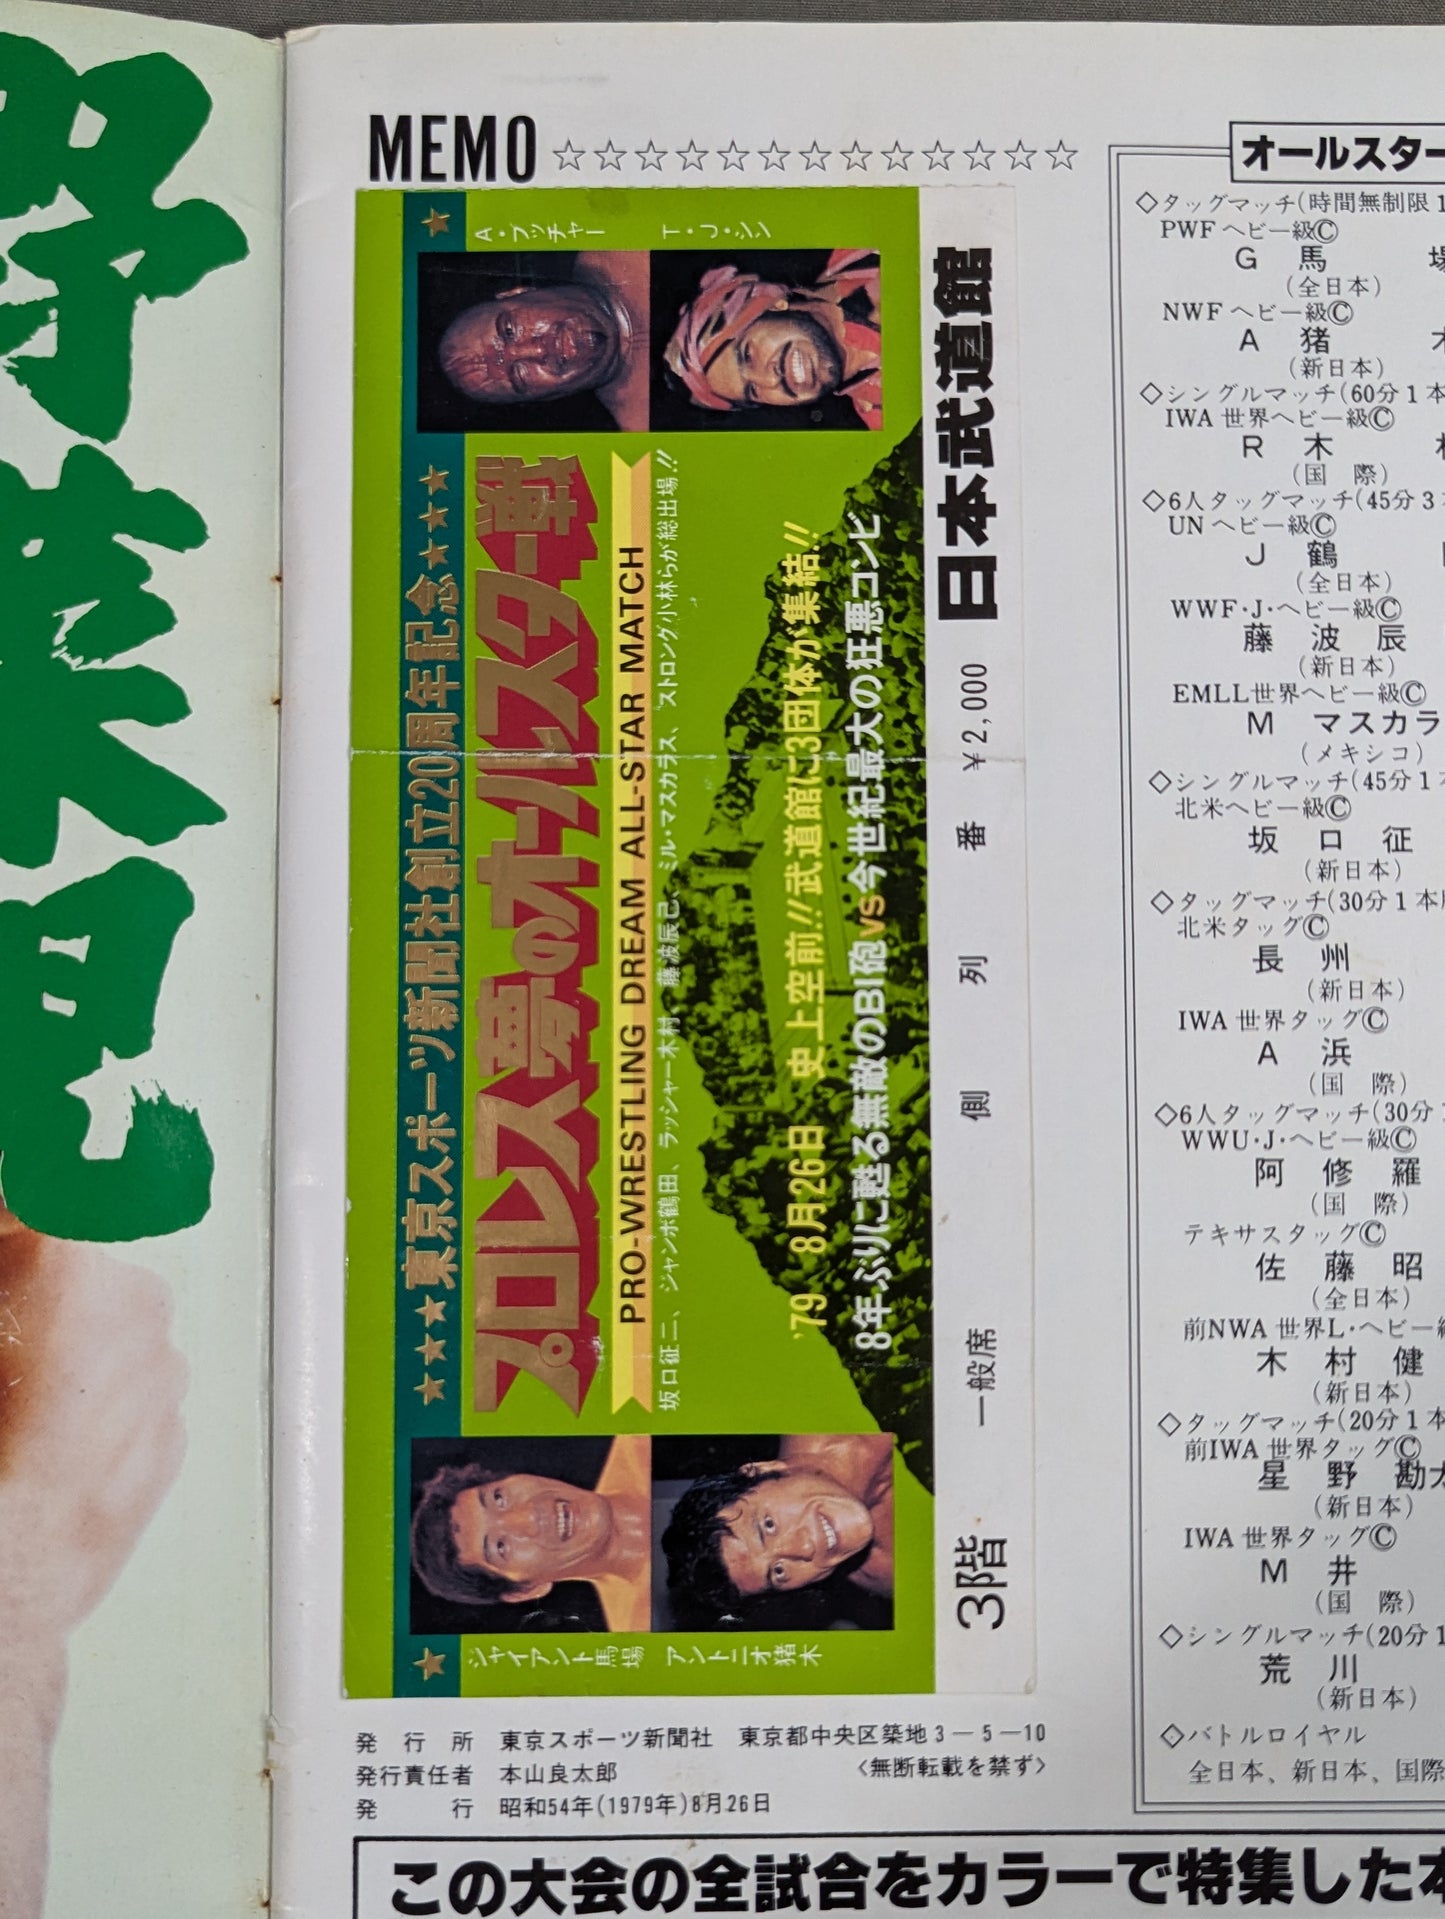 MEMO ☆☆☆☆☆☆☆☆☆☆☆☆☆
★★★★東京スポーツ新聞社創立20周年記念★★★★
プロレス夢のオールスター戦
PRO-WRESTLING DREAM ALL-STAR MATCH
坂口征二、ジャンボ鶴田、ラッシャー木村、藤波辰己、ミル・マスカラス、ストロング小林らが総出場!!
'79 8月26日 史上空前!!武道館に3団体が集結!!
8年ぶりに甦る無敵のBI砲vs今世紀最大の狂悪コンビ
ジャイアント馬場
アントニオ猪木
A・ブッチャー
T・J・シン
3階 一般席 側 列 番 ¥2,000 日本武道館
発行所 東京スポーツ新聞社 東京都中央区築地3－5－10
発行責任者 本山良太郎 <無断転載を禁ず>
発行 昭和54年(1979年)8月26日
オールスター
◇タッグマッチ(時間無制限1
PWFヘビー級Ⓒ
G 馬 場
(全日本)
NWFヘビー級Ⓒ
A 猪
(新日本)
◇シングルマッチ(60分1本
IWA世界ヘビー級Ⓒ
R 木
(国 際)
◇6人タッグマッチ(45分3
UNヘビー級Ⓒ
J 鶴
(全日本)
WWF・J・ヘビー級Ⓒ
藤 波 辰
(新日本)
EMLL世界ヘビー級Ⓒ
M マスカラ
(メキシコ)
◇シングルマッチ(45分1
北米ヘビー級Ⓒ
坂 口 征
(新日本)
◇タッグマッチ(30分1本
北米タッグⒸ
長 州
(新日本)
IWA世界タッグⒸ
A 浜
(国 際)
◇6人タッグマッチ(30分
WWU・J・ヘビー級Ⓒ
阿 修 羅
(国 際)
テキサスタッグⒸ
佐 藤 昭
(全日本)
前NWA世界L・ヘビー級
木 村 健
(新日本)
◇タッグマッチ(20分1本
前IWA世界タッグⒸ
星 野 勘太
(新日本)
IWA世界タッグⒸ
M 井
(国 際)
◇シングルマッチ(20分1
荒 川
(新日本)
◇バトルロイヤル
全日本、新日本、国際
この大会の全試合をカラーで特集した本